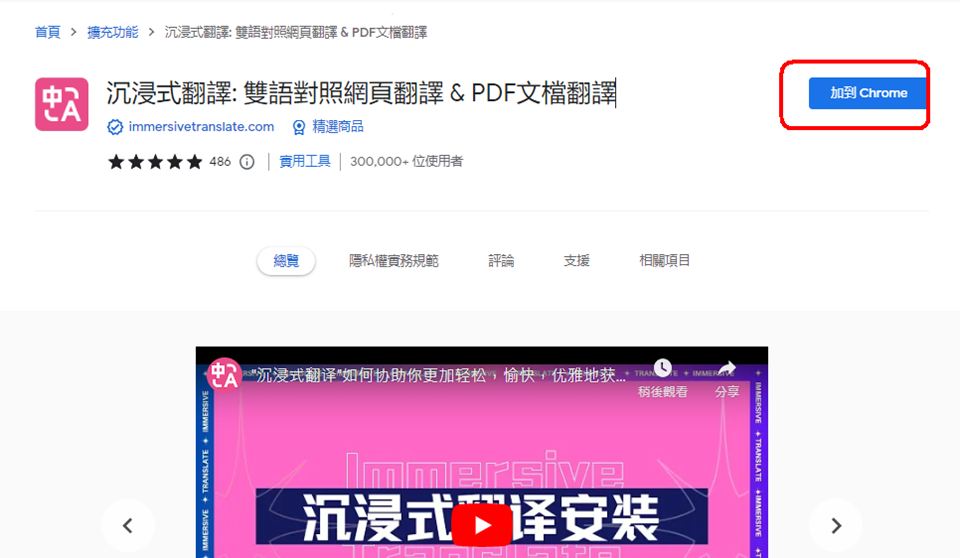 首頁 > 擴充功能 > 沉浸式翻譯: 雙語對照網頁翻譯 & PDF文檔翻譯
中A
沉浸式翻譯: 雙語對照網頁翻譯 & PDF文檔翻譯
加到 Chrome
immersivetranslate.com 精選商品
486 實用工具 300,000+ 位使用者
總覽 隱私權實務規範 評論 支援 相關項目
中A
"沉浸式翻译"如何协助你更加轻松，愉快，优雅地获...
稍後觀看 分享
IMMERSIVE TRANSLATE IMMERSIVE
IMMERSIVE TRANSLATE IMMERSIVE
Immersive
沉浸式翻译安装
Translate